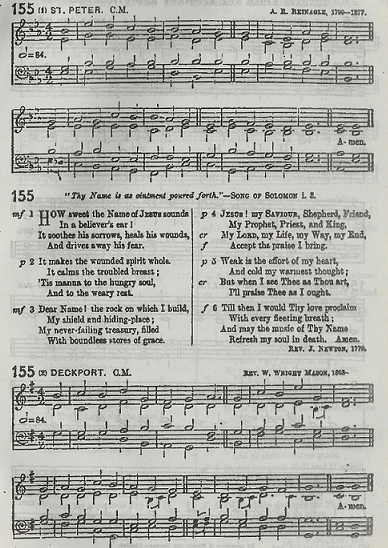 155 (1) ST. PETER. C.M. A. R. REINAGLE, 1799—1877.
=84.
A-men.
155 "Thy Name is as ointment poured forth."—SONG OF SOLOMON i. 3.
mf 1 HOW sweet the Name of JESUS sounds
In a believer's ear!
It soothes his sorrows, heals his wounds,
And drives away his fear.
p 2 It makes the wounded spirit whole,
It calms the troubled breast;
'Tis manna to the hungry soul,
And to the weary rest.
mf 3 Dear Name! the rock on which I build,
My shield and hiding-place;
My never-failing treasury, filled
With boundless stores of grace.
p 4 JESUS! my SAVIOUR, Shepherd, Friend,
My Prophet, Priest, and King,
cr My LORD, my Life, my Way, my End,
f Accept the praise I bring.
p 5 Weak is the effort of my heart,
And cold my warmest thought;
cr But when I see Thee as Thou art,
I'll praise Thee as I ought.
f 6 Till then I would Thy love proclaim
With every fleeting breath;
And may the music of Thy Name
Refresh my soul in death. Amen.
REV. J. NEWTON, 1779.
155 (2) DECKPORT. C.M. REV. W. WRIGHT MASON, 1863-
=84.
A-men.